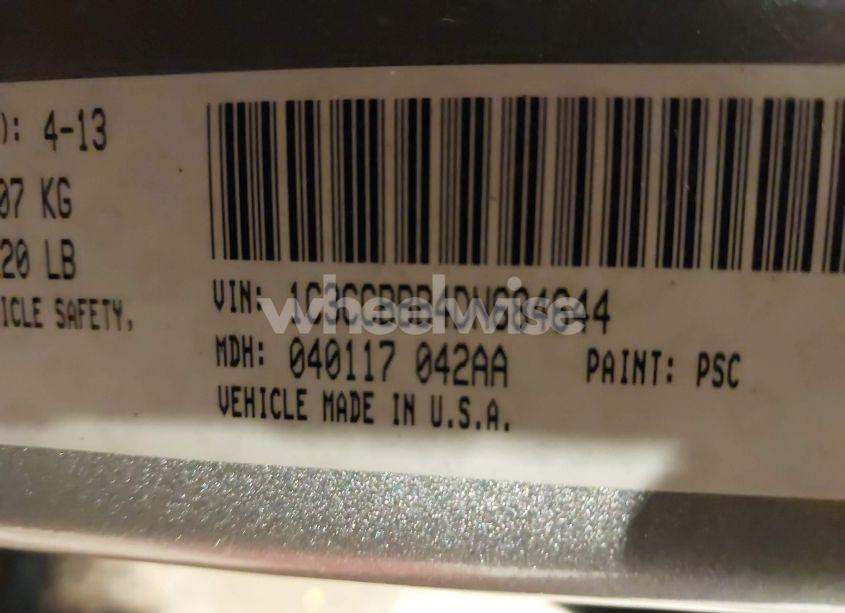 ): 4-13
07 KG
20 LB
ICLE SAFETY,
VIN:
MDH: 040117 042AA PAINT: PSC
VEHICLE MADE IN U.S.A.
wheelwise